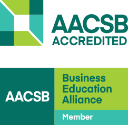 AACSB
ACCREDITED
AACSB
Business
Education
Alliance
Member